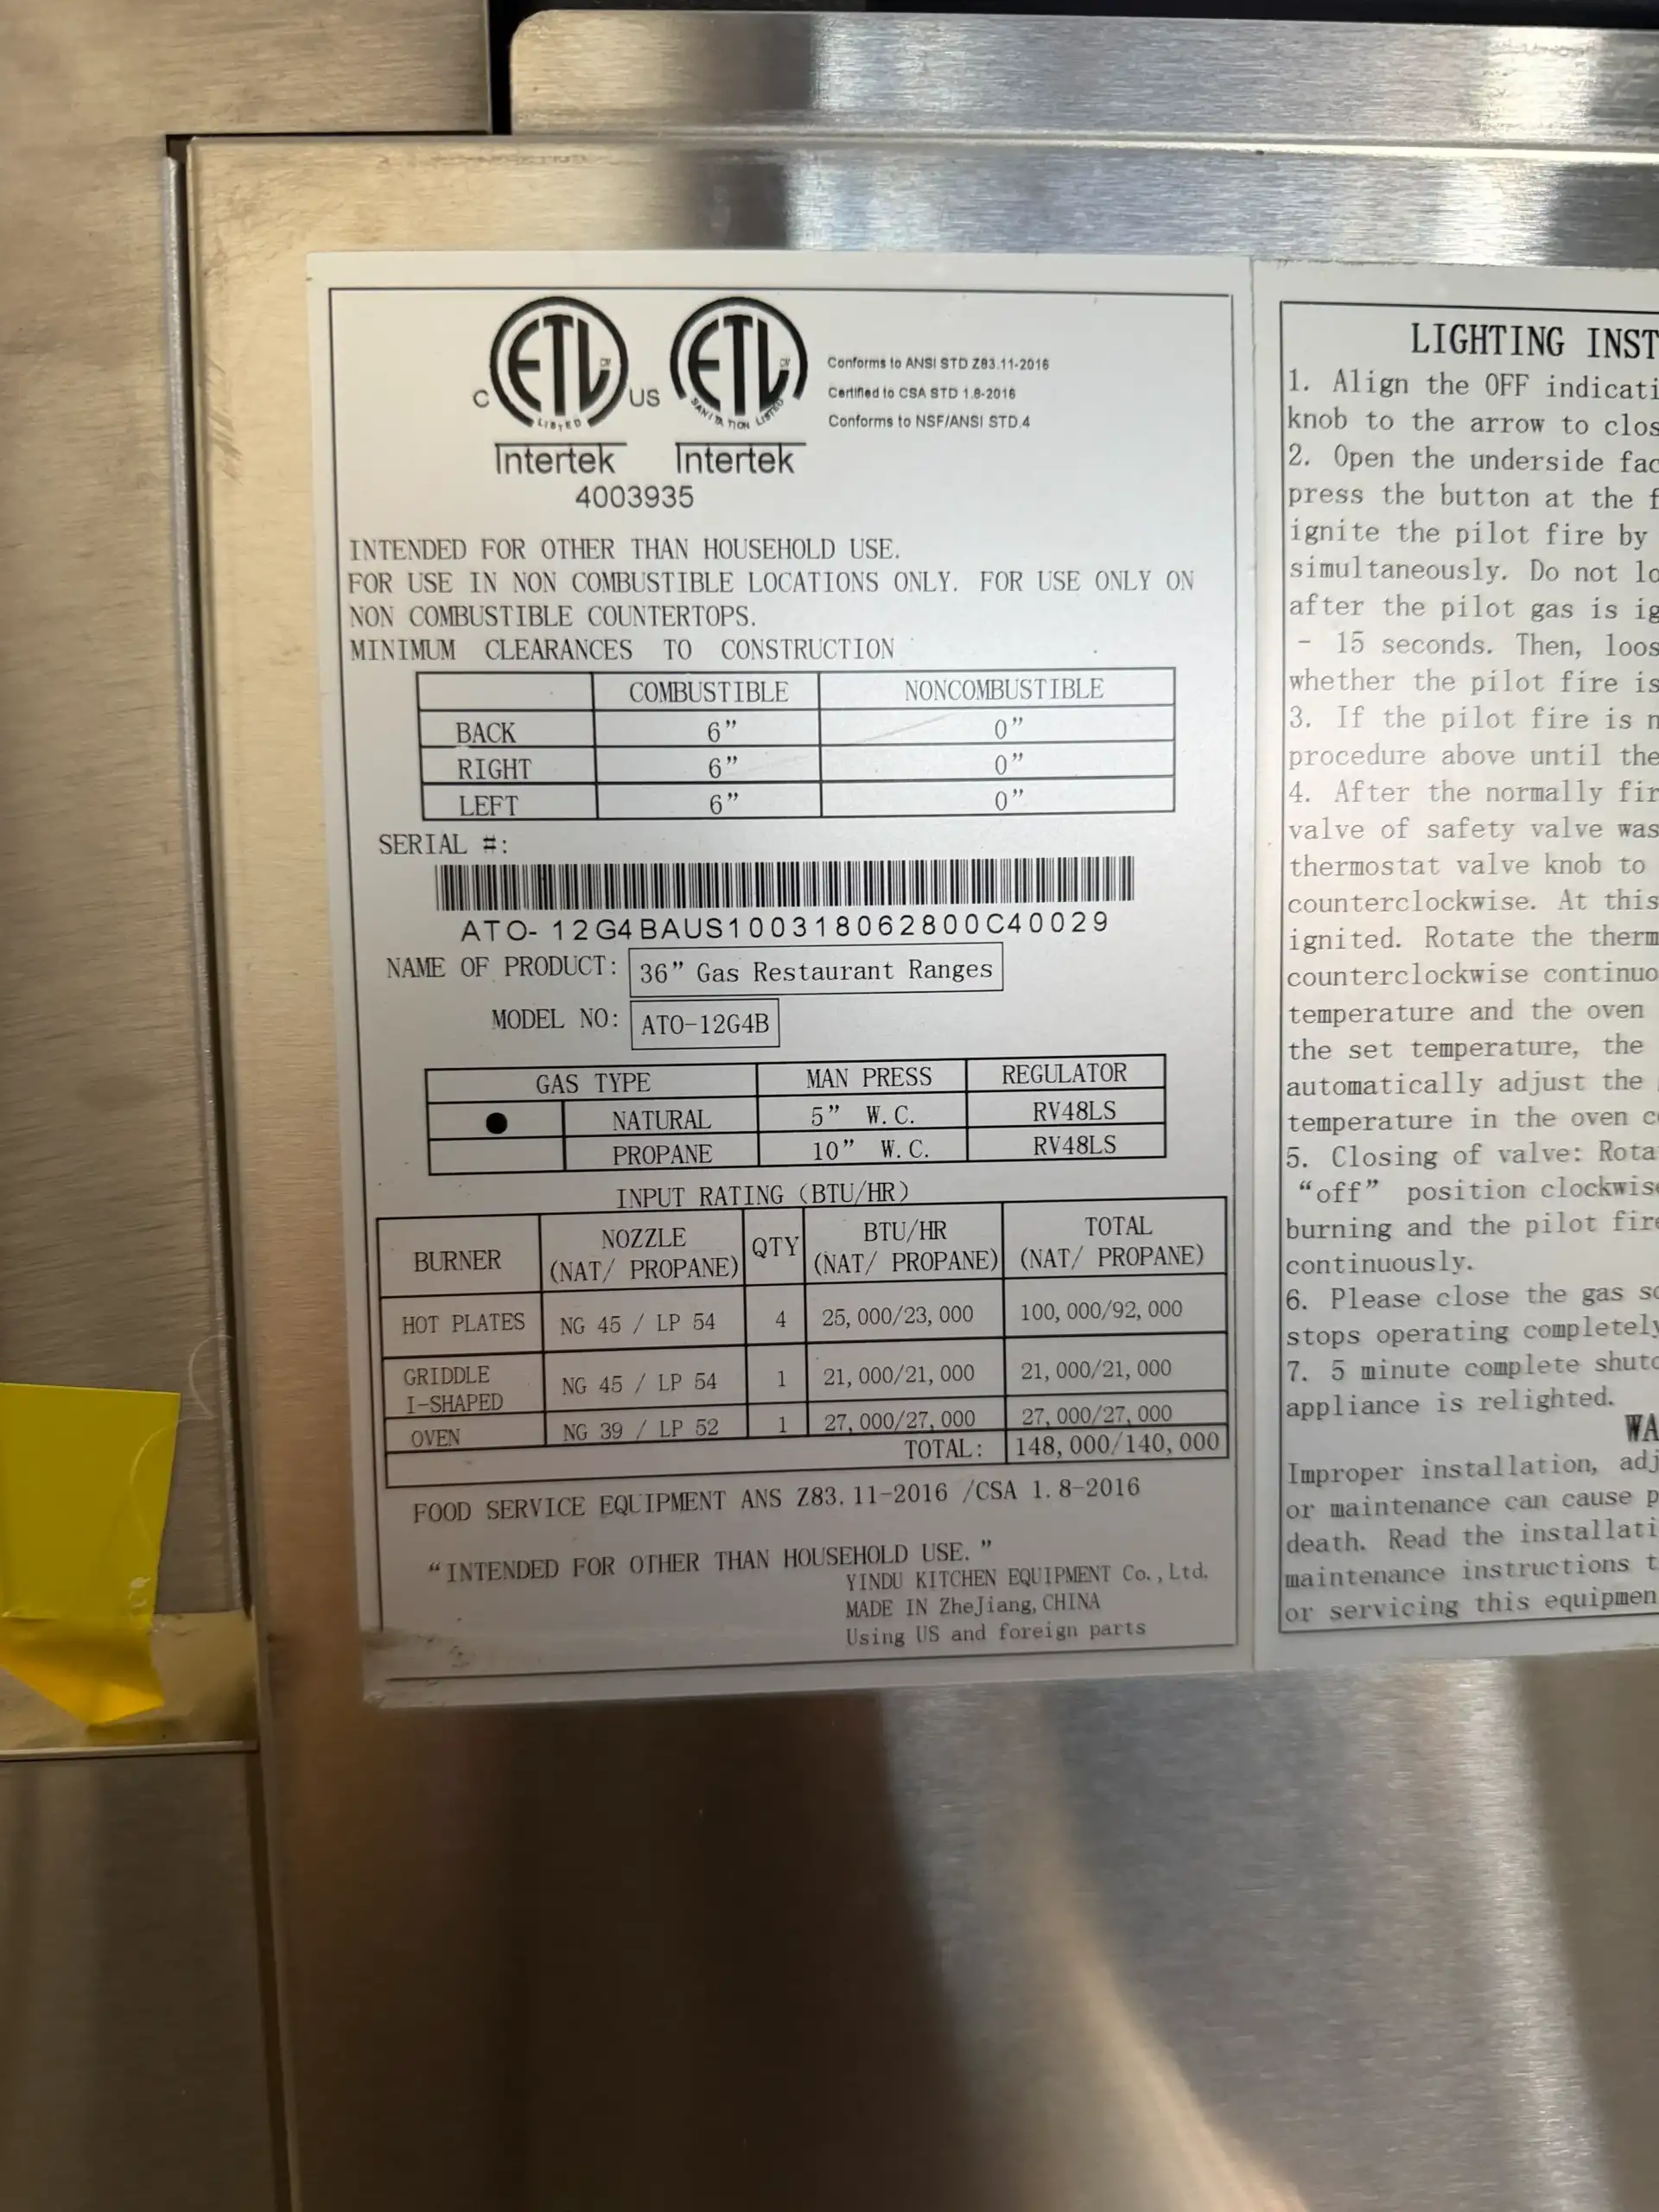 C ETL US
CM
LISTED
Intertek
ETL
CM
SANITATION LISTED
Intertek
4003935
Conforms to ANSI STD Z83.11-2016
Certified to CSA STD 1.8-2016
Conforms to NSF/ANSI STD.4
INTENDED FOR OTHER THAN HOUSEHOLD USE.
FOR USE IN NON COMBUSTIBLE LOCATIONS ONLY. FOR USE ONLY ON
NON COMBUSTIBLE COUNTERTOPS.
MINIMUM CLEARANCES TO CONSTRUCTION
COMBUSTIBLE NONCOMBUSTIBLE
BACK 6” 0”
RIGHT 6” 0”
LEFT 6” 0”
SERIAL #:
ATO-12G4BAUS100318062800C40029
NAME OF PRODUCT: 36” Gas Restaurant Ranges
MODEL NO: ATO-12G4B
GAS TYPE MAN PRESS REGULATOR
● NATURAL 5” W.C. RV48LS
PROPANE 10” W.C. RV48LS
INPUT RATING (BTU/HR)
BURNER NOZZLE (NAT/ PROPANE) QTY BTU/HR (NAT/ PROPANE) TOTAL (NAT/ PROPANE)
HOT PLATES NG 45 / LP 54 4 25,000/23,000 100,000/92,000
GRIDDLE I-SHAPED NG 45 / LP 54 1 21,000/21,000 21,000/21,000
OVEN NG 39 / LP 52 1 27,000/27,000 27,000/27,000
TOTAL: 148,000/140,000
FOOD SERVICE EQUIPMENT ANS Z83.11-2016 /CSA 1.8-2016
“INTENDED FOR OTHER THAN HOUSEHOLD USE.”
YINDU KITCHEN EQUIPMENT Co.,Ltd.
MADE IN ZheJiang,CHINA
Using US and foreign parts
LIGHTING INST
1. Align the OFF indicati
knob to the arrow to clos
2. Open the underside fac
press the button at the f
ignite the pilot fire by
simultaneously. Do not lo
after the pilot gas is ig
- 15 seconds. Then, loos
whether the pilot fire is
3. If the pilot fire is n
procedure above until the
4. After the normally fir
valve of safety valve was
thermostat valve knob to
counterclockwise. At this
ignited. Rotate the therm
counterclockwise continuo
temperature and the oven
the set temperature, the
automatically adjust the
temperature in the oven c
5. Closing of valve: Rota
“off” position clockwise
burning and the pilot fire
continuously.
6. Please close the gas so
stops operating completely
7. 5 minute complete shutd
appliance is relighted.
WA
Improper installation, adj
or maintenance can cause p
death. Read the installati
maintenance instructions t
or servicing this equipmen